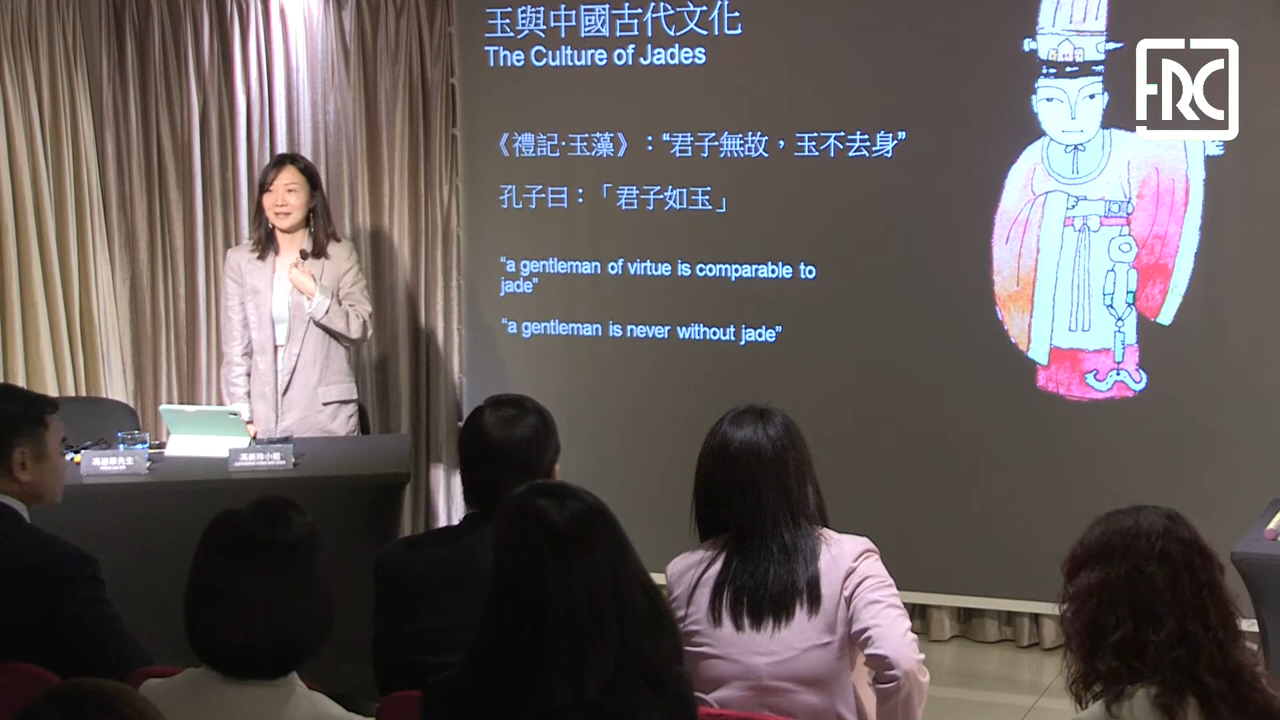 玉與中國古代文化
The Culture of Jades
FRC
《禮記·玉藻》：“君子無故，玉不去身”
孔子曰：「君子如玉」
“a gentleman of virtue is comparable to
jade”
“a gentleman is never without jade”